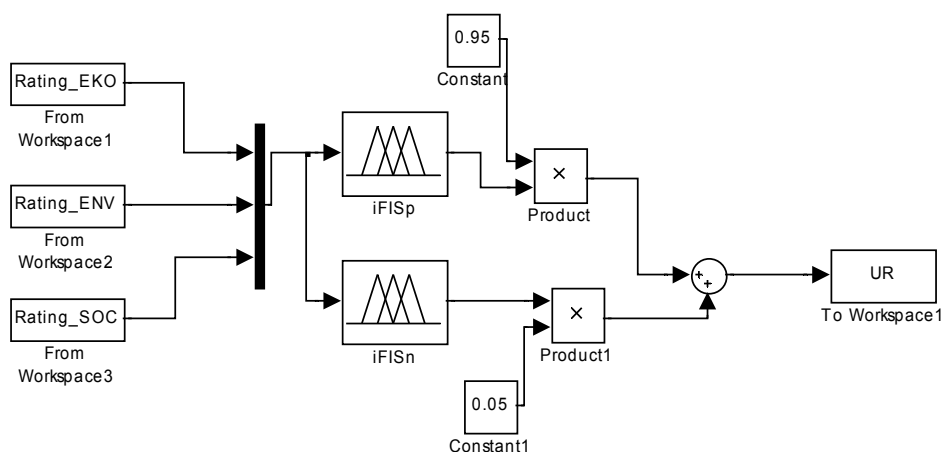 Rating_EKO
From
Workspace1
Rating_ENV
From
Workspace2
Rating_SOC
From
Workspace3
iFISp
iFISn
0.95
Constant
×
Product
×
Product1
0.05
Constant1
+
+
UR
To Workspace1